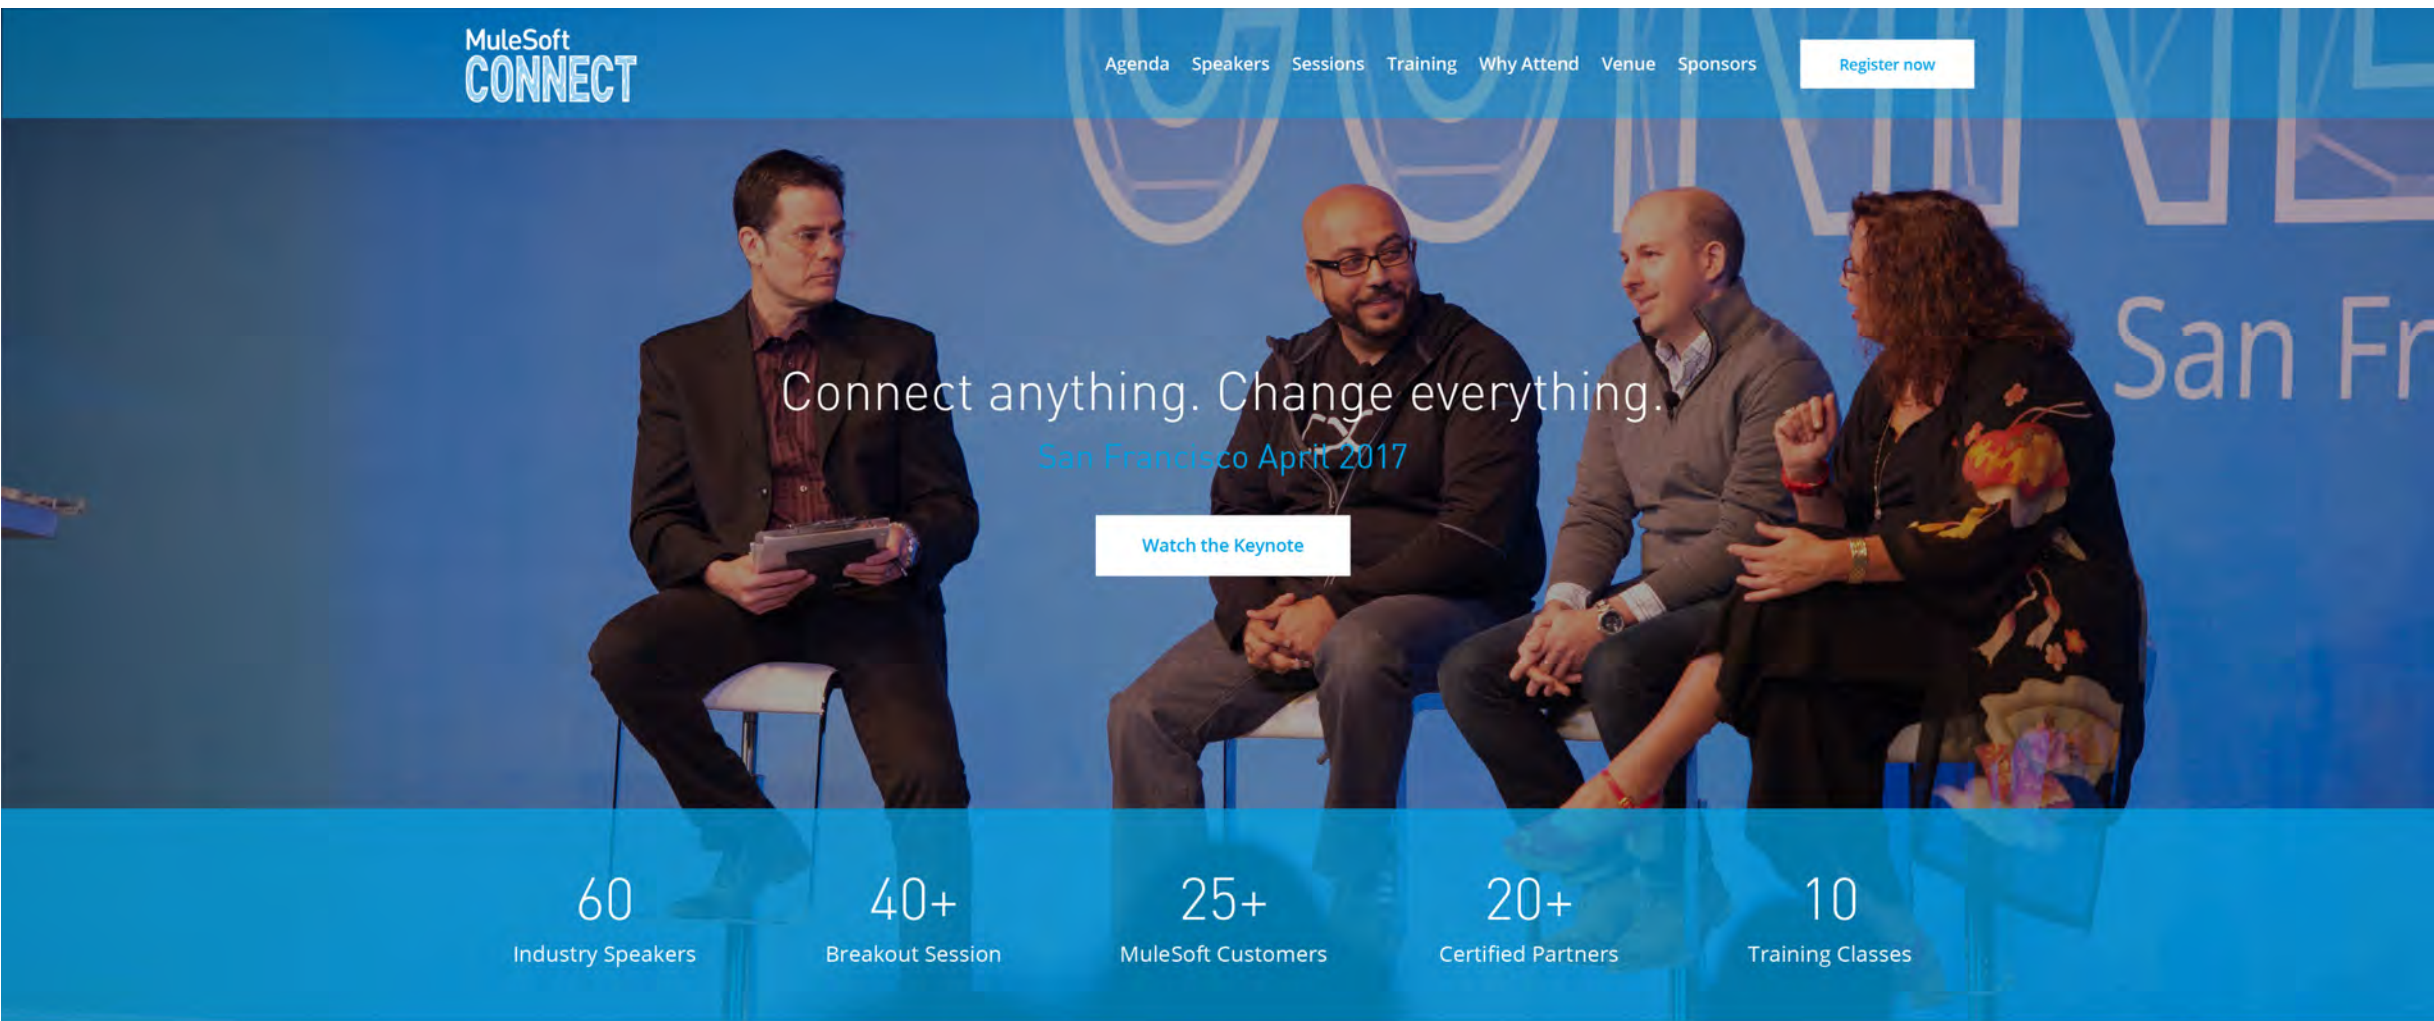 MuleSoft
CONNECT
Agenda Speakers Sessions Training Why Attend Venue Sponsors Register now
San Fr
Connect anything. Change everything.
San Francisco April 2017
Watch the Keynote
60 40+ 25+ 20+ 10
Industry Speakers Breakout Session MuleSoft Customers Certified Partners Training Classes